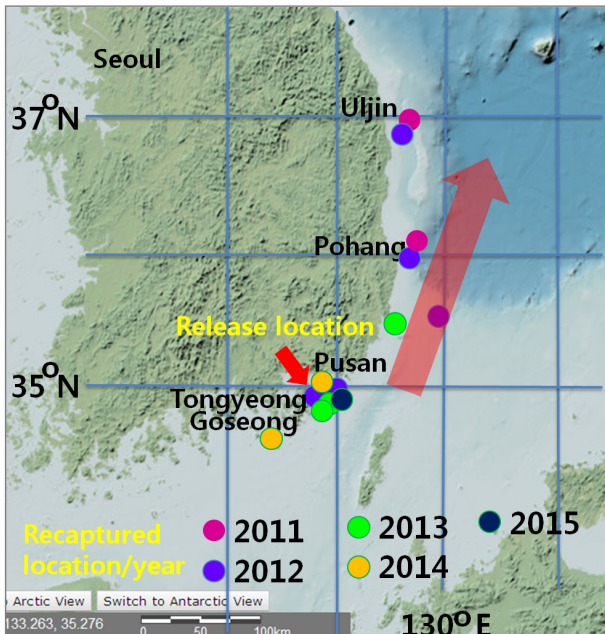 Seoul
37°N
Uljin
Pohang
Release location
Pusan
35°N
Tongyeong
Goseong
Recaptured
location/year
2011
2013
2015
2012
2014
Arctic View
Switch to Antarctic View
133.263, 35.276
0 50 100km
130°E